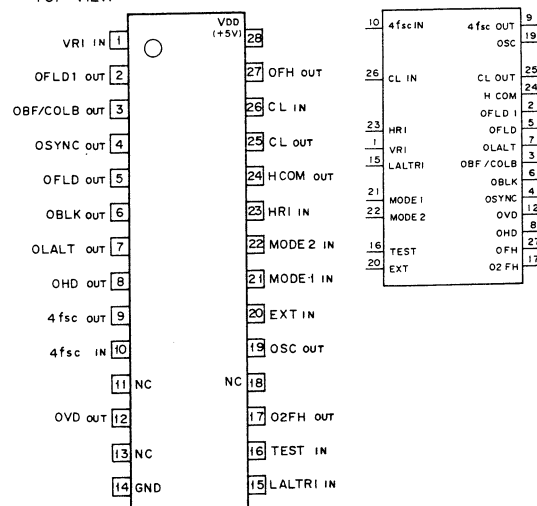 TOP VIEW
VDD
(+5V)
VRI IN 1
28
OFLD1 OUT 2
27 OFH OUT
OBF/COLB OUT 3
26 CL IN
OSYNC OUT 4
25 CL OUT
OFLD OUT 5
24 HCOM OUT
OBLK OUT 6
23 HRI IN
OLALT OUT 7
22 MODE 2 IN
OHD OUT 8
21 MODE-1 IN
4fsc OUT 9
20 EXT IN
4fsc IN 10
19 OSC OUT
11 NC
NC 18
OVD OUT 12
17 O2FH OUT
13 NC
16 TEST IN
14 GND
15 LALTRI IN
10 4fsc IN
4fsc OUT 9
OSC 19
26 CL IN
CL OUT 25
H COM 24
OFLD 1 2
23 HRI
OFLD 5
1 VRI
OLALT 7
15 LALTRI
OBF/COLB 3
OBLK 6
21 MODE 1
OSYNC 4
22 MODE 2
OVD 12
OHD 8
16 TEST
OFH 27
20 EXT
O2 FH 17